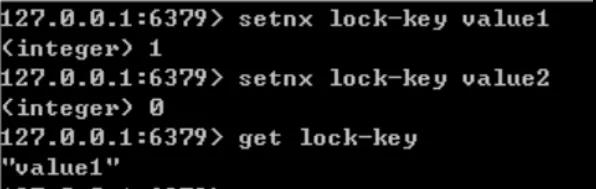 127.0.0.1:6379> setnx lock-key value1
(integer) 1
127.0.0.1:6379> setnx lock-key value2
(integer) 0
127.0.0.1:6379> get lock-key
"value1"